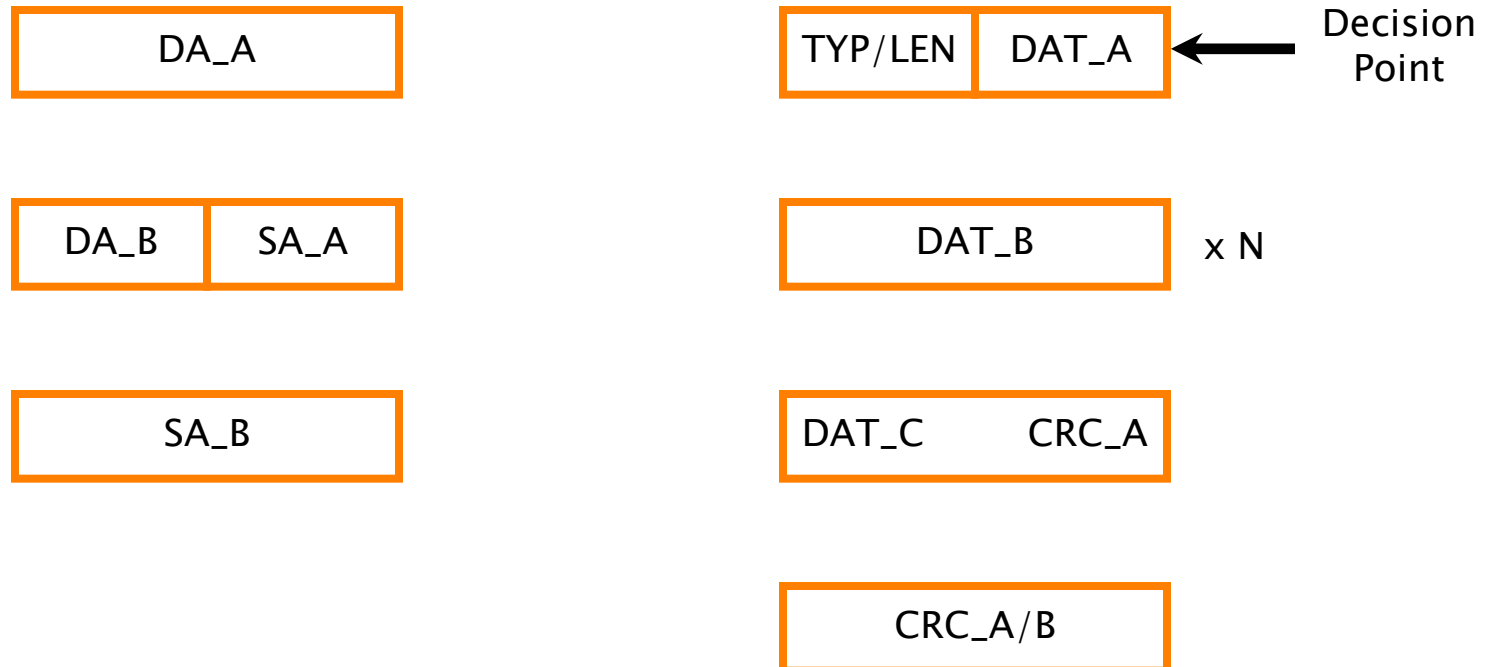 DA_A
DA_B SA_A
SA_B
TYP/LEN DAT_A
Decision
Point
DAT_B x N
DAT_C CRC_A
CRC_A/B